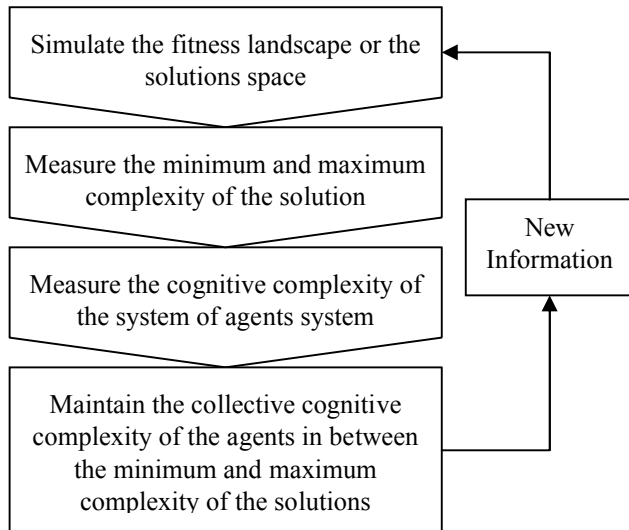 Simulate the fitness landscape or the
solutions space
Measure the minimum and maximum
complexity of the solution
Measure the cognitive complexity of
the system of agents system
Maintain the collective cognitive
complexity of the agents in between
the minimum and maximum
complexity of the solutions
New
Information